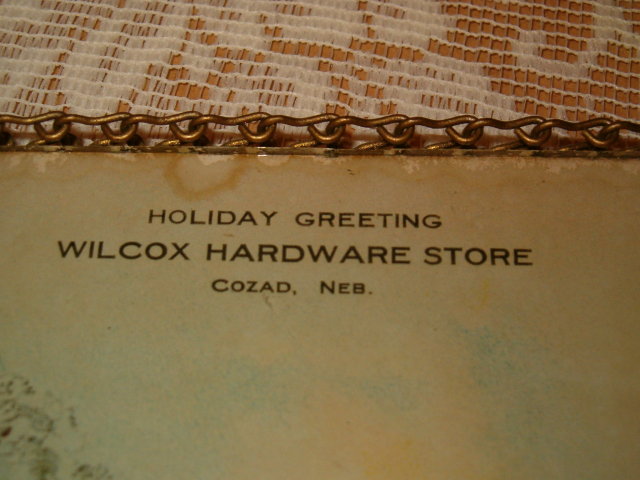 HOLIDAY GREETING
WILCOX HARDWARE STORE
COZAD, NEB.